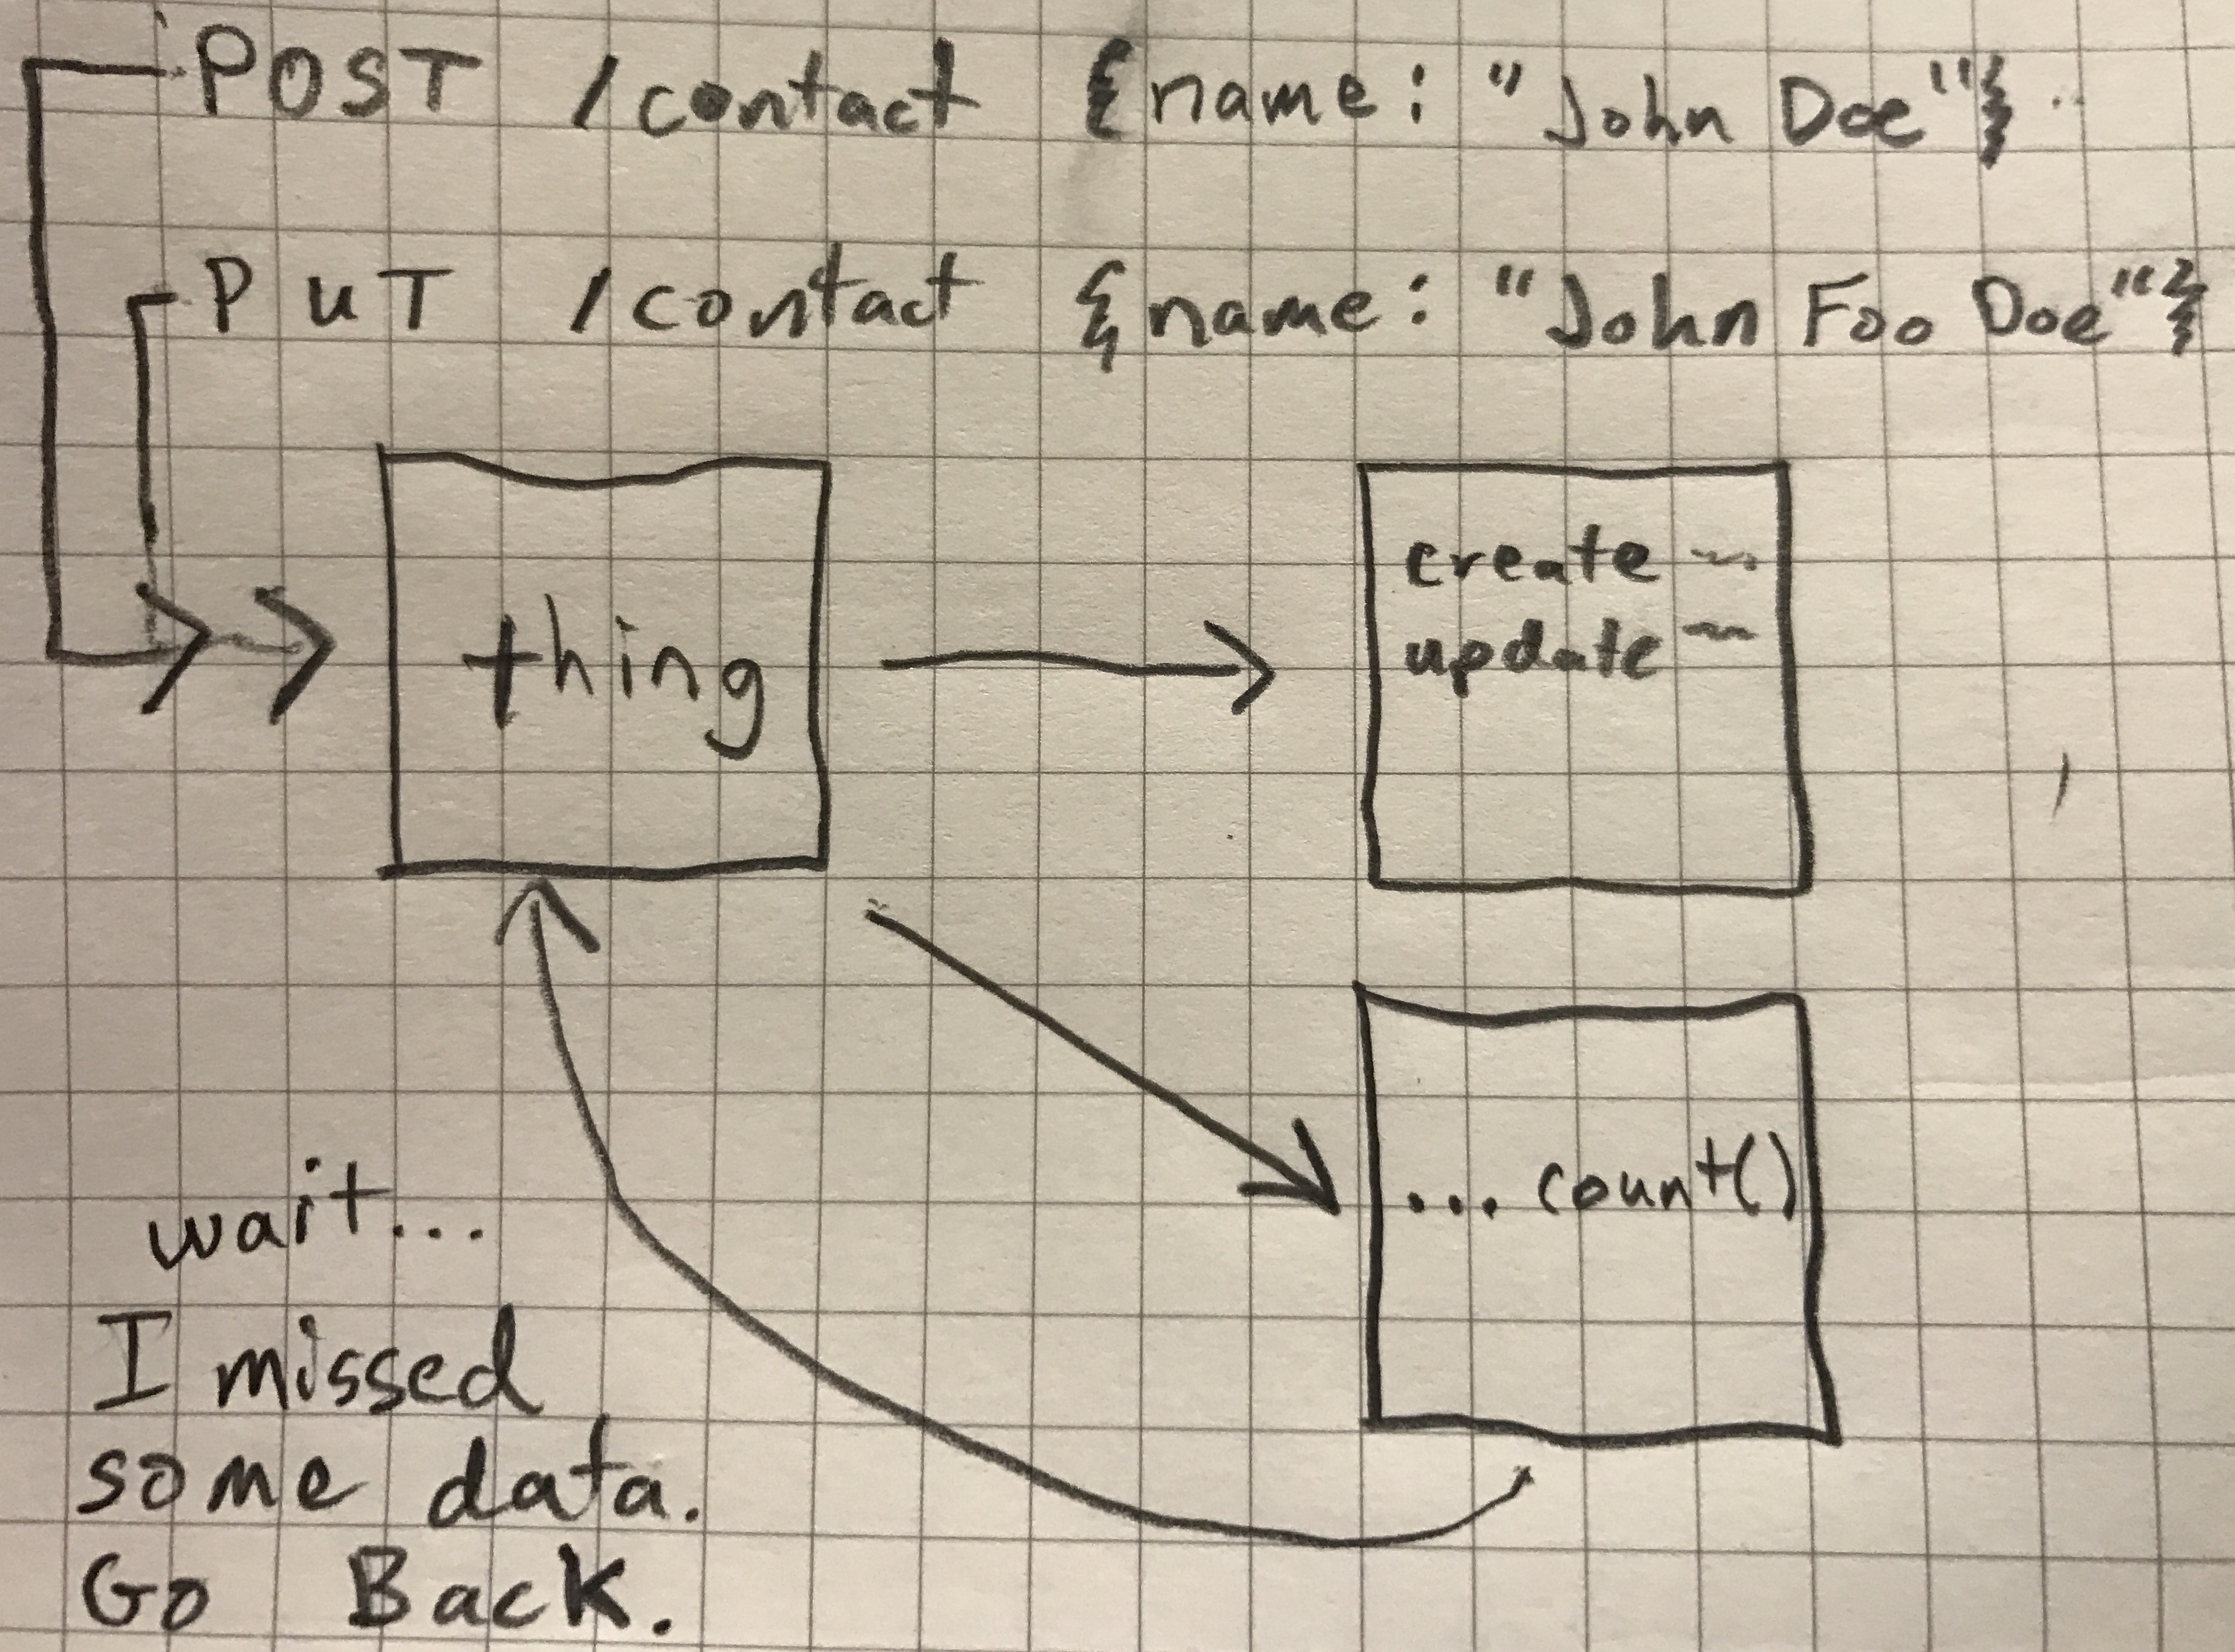 POST /contact {name: "John Doe"}
PUT /contact {name: "John Foo Doe"}
thing
create ~
update ~
... count()
wait...
I missed
some data.
Go Back.